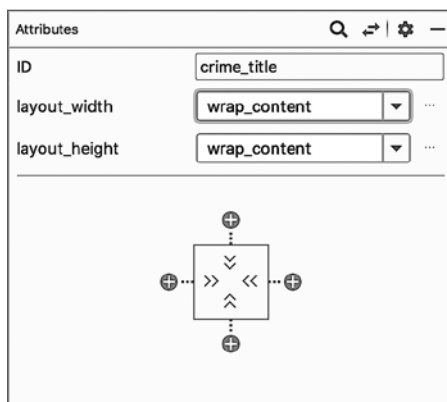 Attributes
ID crime_title
layout_width wrap_content
layout_height wrap_content